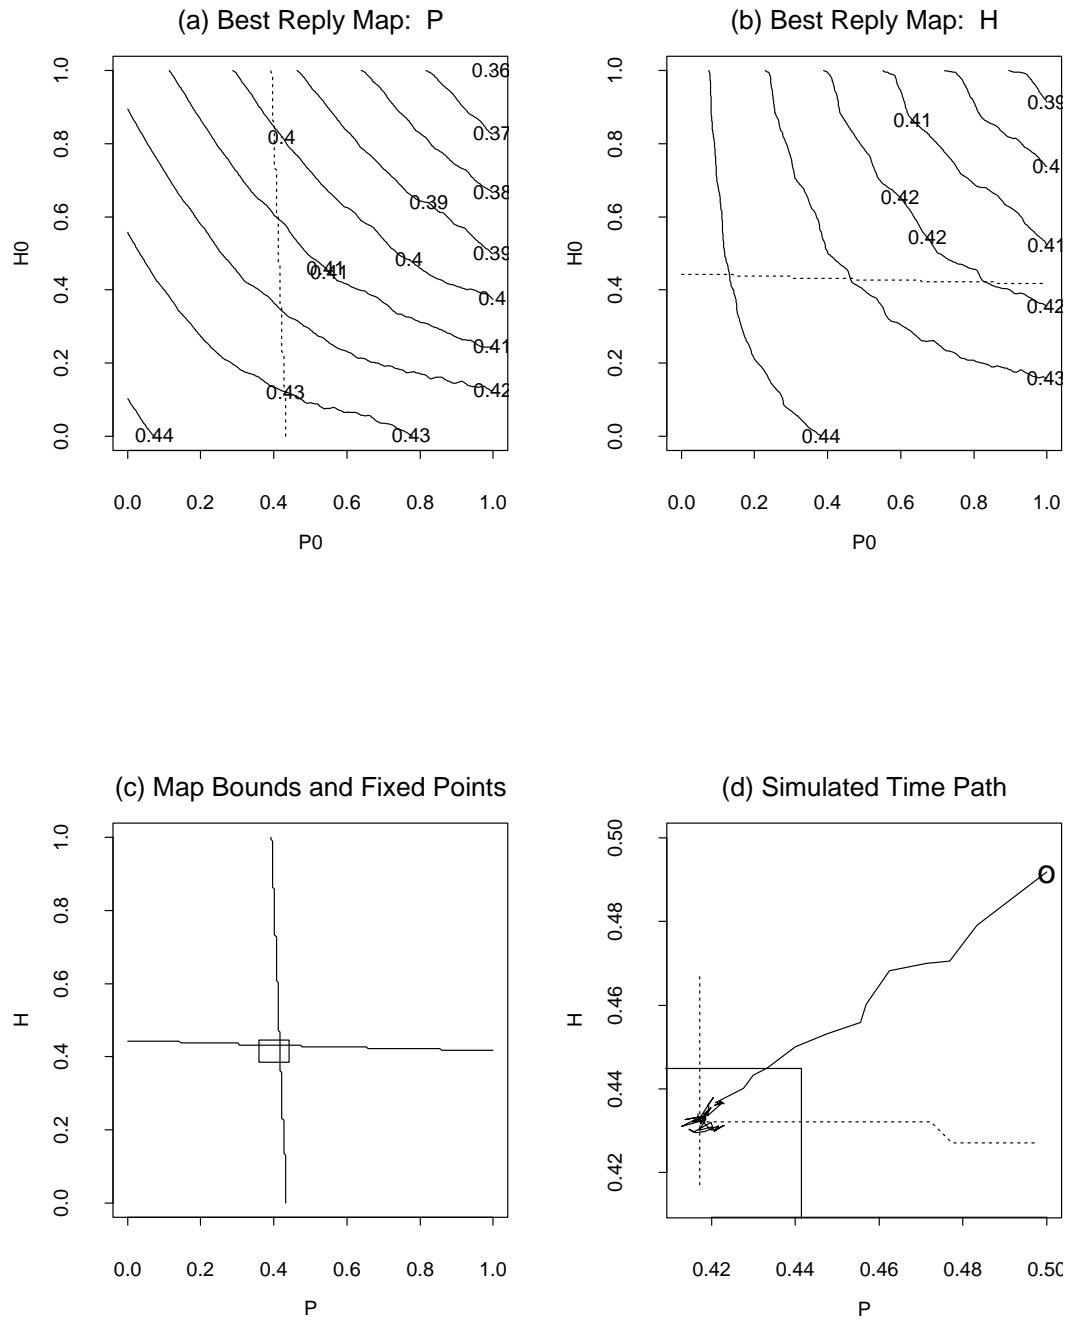 (a) Best Reply Map: P
H0
1.0
0.8
0.6
0.4
0.2
0.0
0.36
0.37
0.4
0.38
0.39
0.39
0.4
0.41
0.41
0.4
0.41
0.42
0.43
0.44
0.43
0.0 0.2 0.4 0.6 0.8 1.0
P0
(b) Best Reply Map: H
H0
1.0
0.8
0.6
0.4
0.2
0.0
0.39
0.41
0.4
0.42
0.42
0.41
0.42
0.43
0.44
0.0 0.2 0.4 0.6 0.8 1.0
P0
(c) Map Bounds and Fixed Points
H
1.0
0.8
0.6
0.4
0.2
0.0
0.0 0.2 0.4 0.6 0.8 1.0
P
(d) Simulated Time Path
H
0.50
0.48
0.46
0.44
0.42
o
0.42 0.44 0.46 0.48 0.50
P